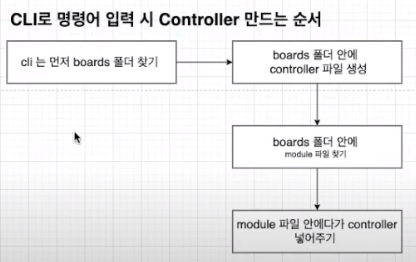 CLI로 명령어 입력 시 Controller 만드는 순서
cli 는 먼저 boards 폴더 찾기
boards 폴더 안에
controller 파일 생성
boards 폴더 안에
module 파일 찾기
module 파일 안에다가 controller
넣어주기